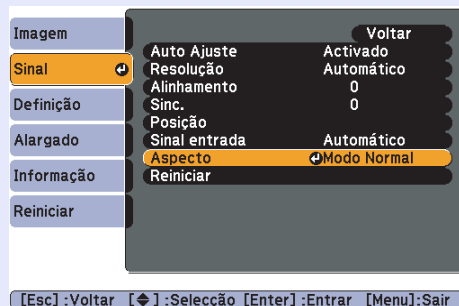 Imagem
Sinal
Definição
Alargado
Informação
Reiniciar
Voltar
Auto Ajuste Activado
Resolução Automático
Alinhamento 0
Sinc. 0
Posição
Sinal entrada Automático
Aspecto Modo Normal
Reiniciar
[Esc] :Voltar [ ] :Selecção [Enter] :Entrar [Menu]:Sair